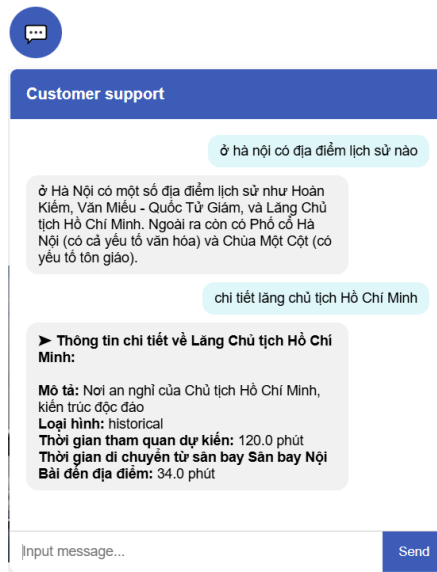 Customer support
ở hà nội có địa điểm lịch sử nào
ở Hà Nội có một số địa điểm lịch sử như Hoàn
Kiếm, Văn Miếu - Quốc Tử Giám, và Lăng Chủ
tịch Hồ Chí Minh. Ngoài ra còn có Phố cổ Hà
Nội (có cả yếu tố văn hóa) và Chùa Một Cột (có
yếu tố tôn giáo).
chi tiết lăng chủ tịch Hồ Chí Minh
➤ Thông tin chi tiết về Lăng Chủ tịch Hồ Chí
Minh:
Mô tả: Nơi an nghỉ của Chủ tịch Hồ Chí Minh,
kiến trúc độc đáo
Loại hình: historical
Thời gian tham quan dự kiến: 120.0 phút
Thời gian di chuyển từ sân bay Sân bay Nội
Bài đến địa điểm: 34.0 phút
Input message...
Send